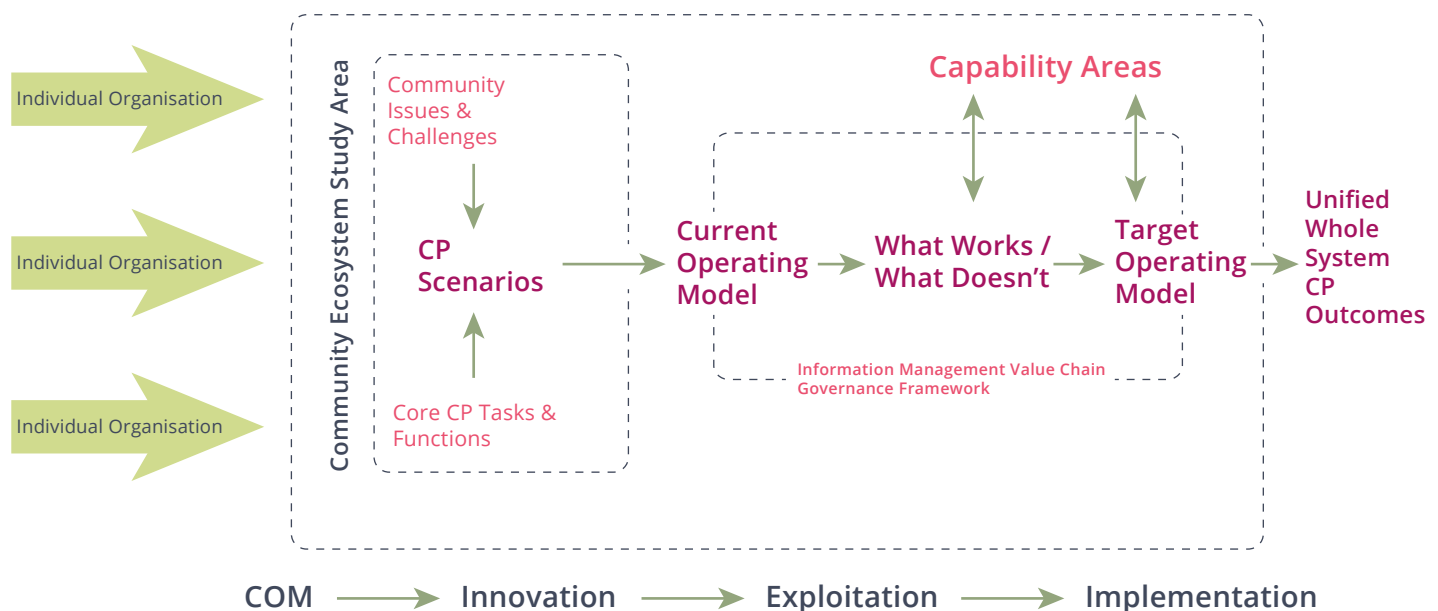 Individual Organisation
Individual Organisation
Individual Organisation
Community Ecosystem Study Area
Community
Issues &
Challenges
CP
Scenarios
Core CP Tasks &
Functions
Capability Areas
Current
Operating
Model
What Works /
What Doesn’t
Target
Operating
Model
Information Management Value Chain
Governance Framework
Unified
Whole
System
CP
Outcomes
COM
Innovation
Exploitation
Implementation